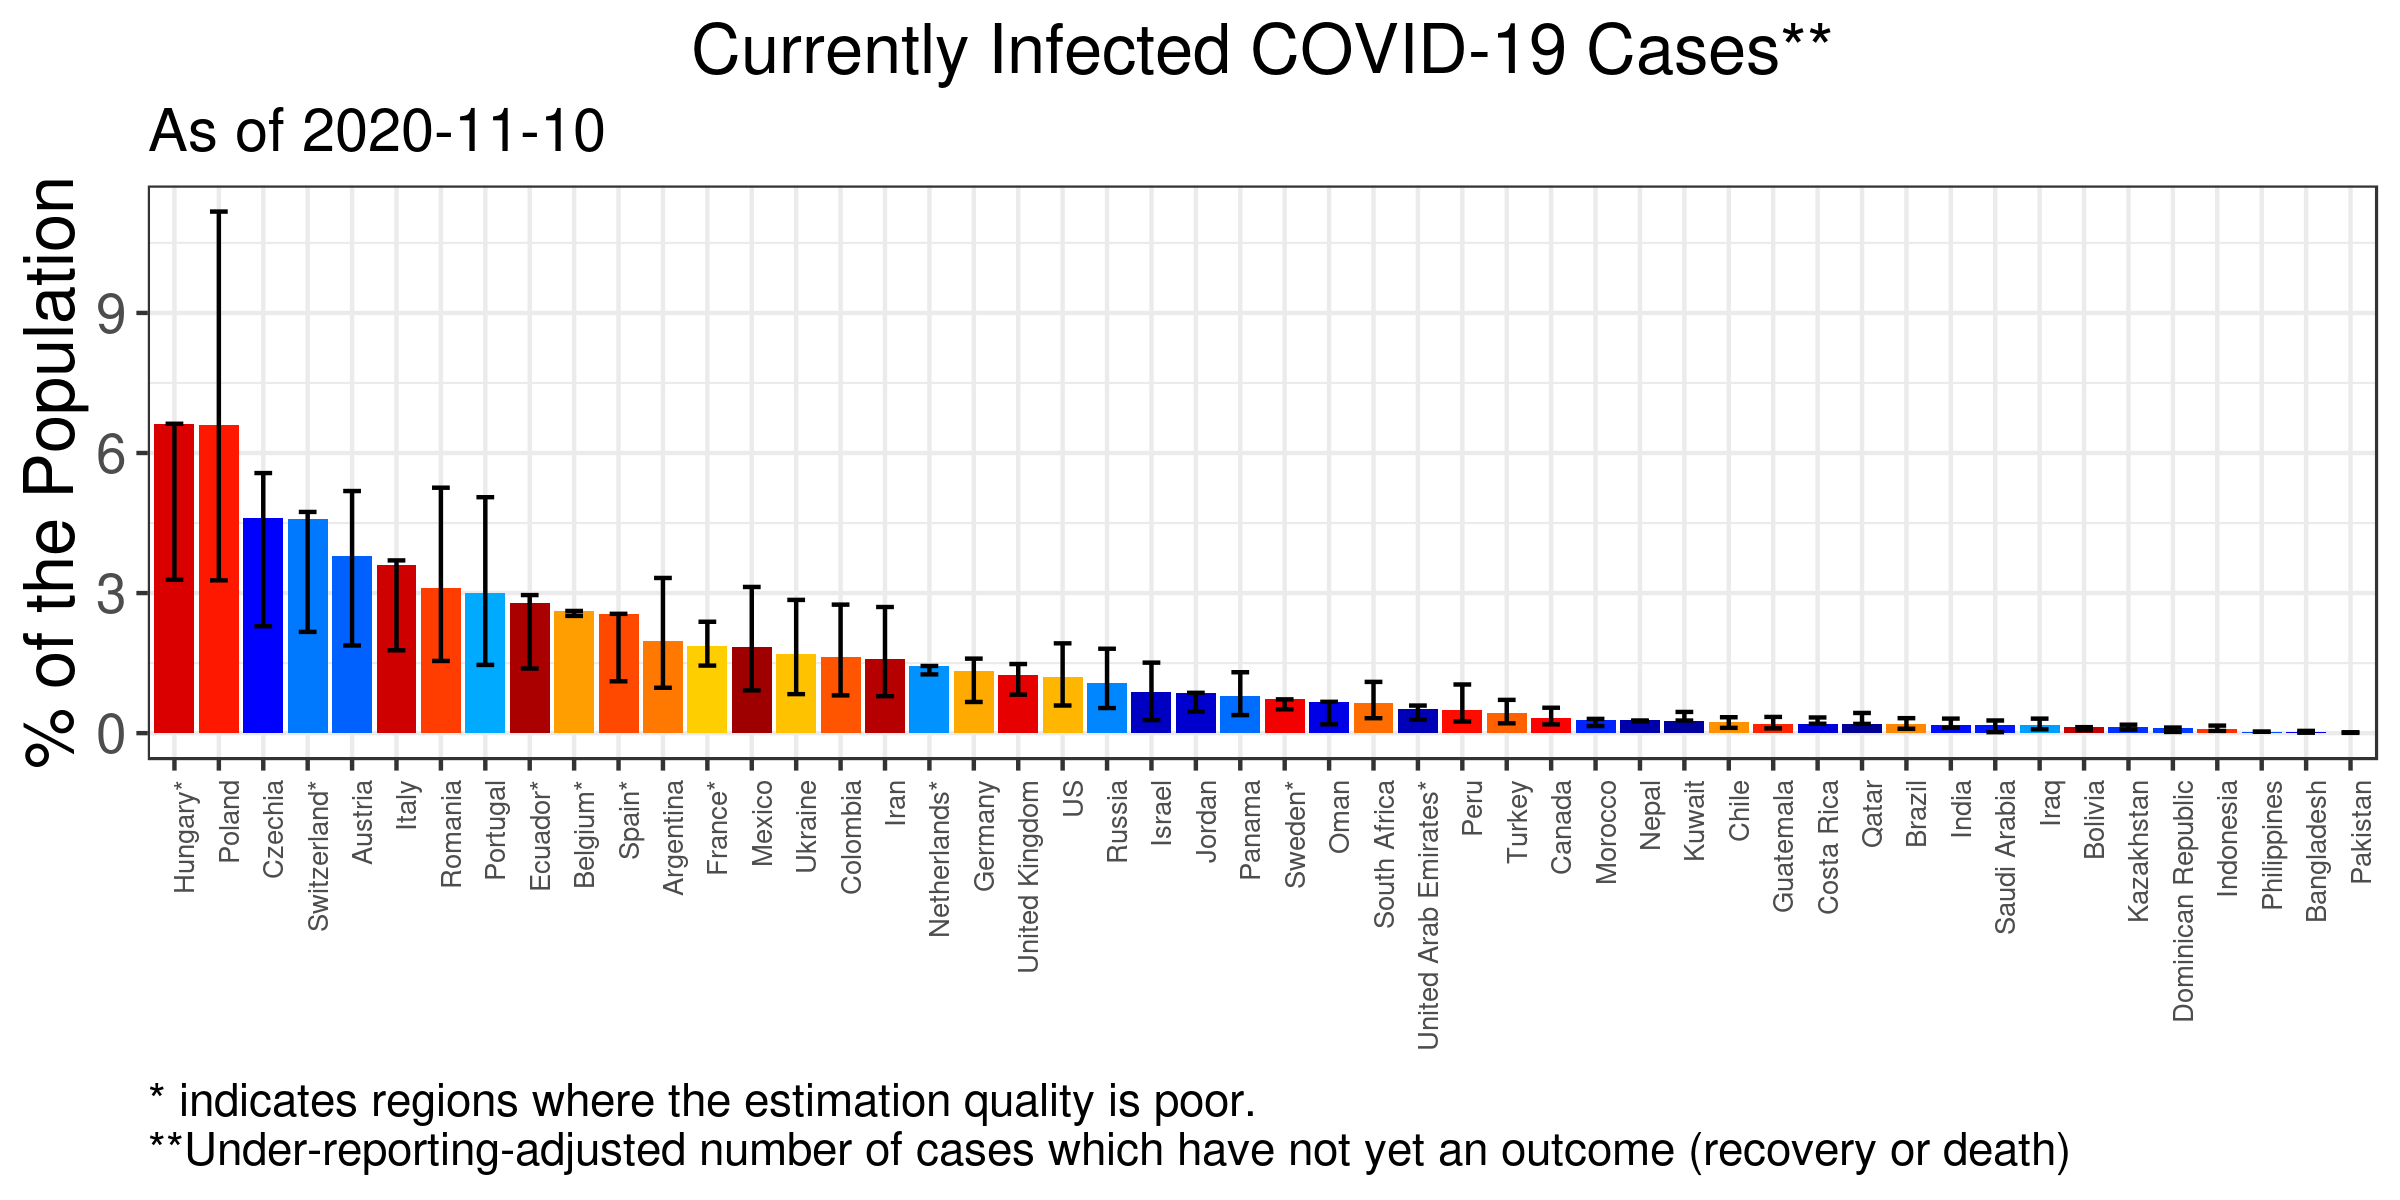 Currently Infected COVID-19 Cases**
As of 2020-11-10
% of the Population
9
6
3
0
Hungary*
Poland
Czechia
Switzerland*
Austria
Italy
Romania
Portugal
Ecuador*
Belgium*
Spain*
Argentina
France*
Mexico
Ukraine
Colombia
Iran
Netherlands*
Germany
United Kingdom
US
Russia
Israel
Jordan
Panama
Sweden*
Oman
South Africa
United Arab Emirates*
Peru
Turkey
Canada
Morocco
Nepal
Kuwait
Chile
Guatemala
Costa Rica
Qatar
Brazil
India
Saudi Arabia
Iraq
Bolivia
Kazakhstan
Dominican Republic
Indonesia
Philippines
Bangladesh
Pakistan
* indicates regions where the estimation quality is poor.
**Under-reporting-adjusted number of cases which have not yet an outcome (recovery or death)